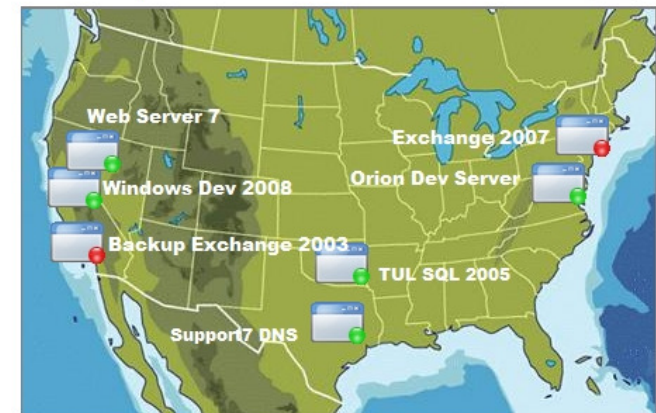 Web Server 7
Exchange 2007
Orion Dev Server
Windows Dev 2008
Backup Exchange 2003
TUL SQL 2005
Support7 DNS